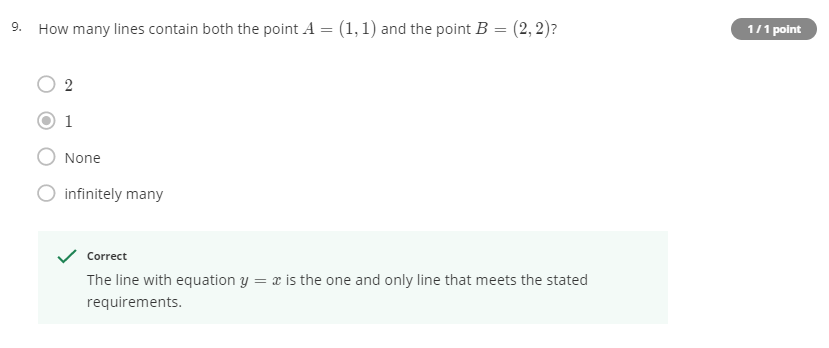 9. How many lines contain both the point A = (1, 1) and the point B = (2, 2)? 1 / 1 point
2
1
None
infinitely many
Correct
The line with equation y = x is the one and only line that meets the stated
requirements.